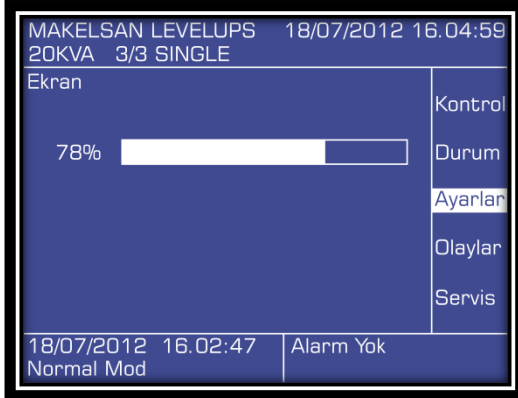 MAKELSAN LEVELUPS 18/07/2012 16.04:59
20KVA 3/3 SINGLE
Ekran
78%
Kontrol
Durum
Ayarlar
Olaylar
Servis
18/07/2012 16.02:47 Alarm Yok
Normal Mod